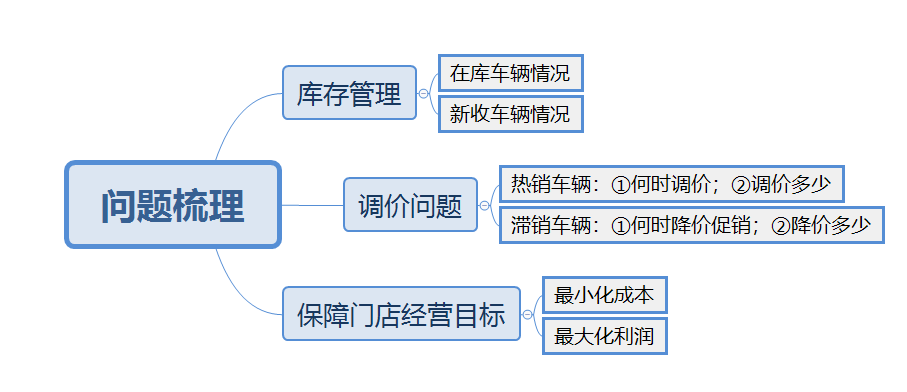 问题梳理
库存管理
在库车辆情况
新收车辆情况
调价问题
热销车辆：①何时调价；②调价多少
滞销车辆：①何时降价促销；②降价多少
保障门店经营目标
最小化成本
最大化利润